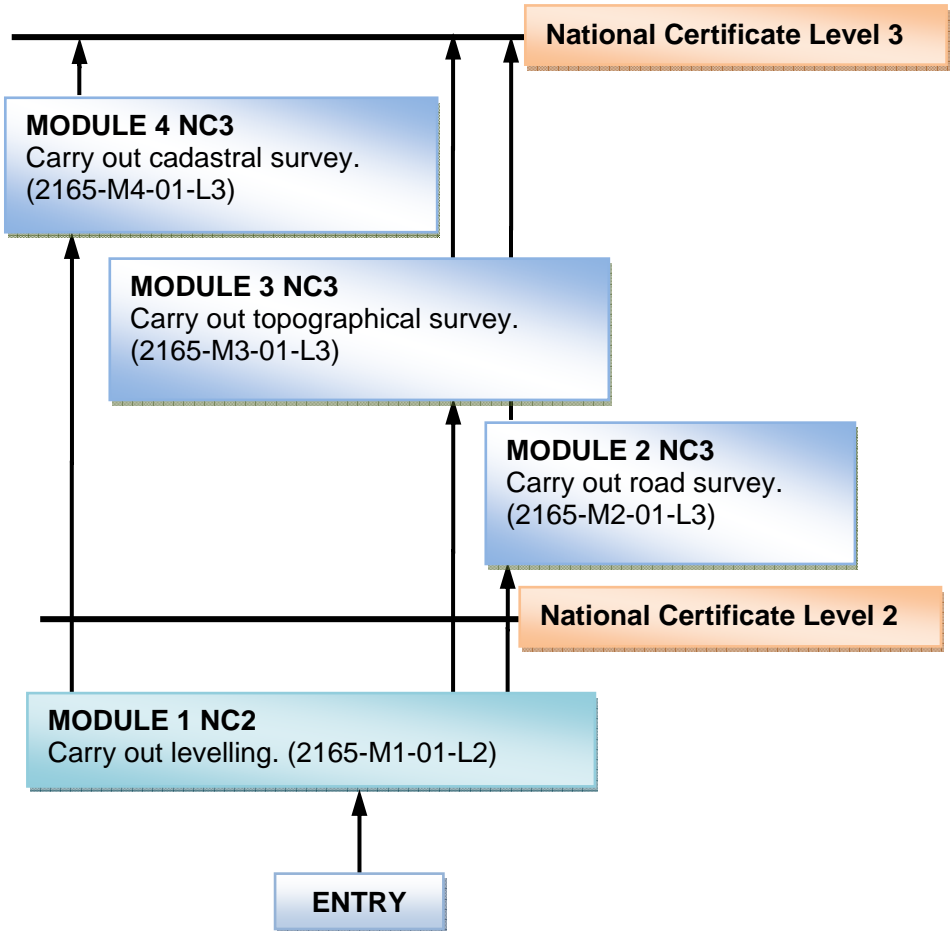 National Certificate Level 3
MODULE 4 NC3
Carry out cadastral survey.
(2165-M4-01-L3)
MODULE 3 NC3
Carry out topographical survey.
(2165-M3-01-L3)
MODULE 2 NC3
Carry out road survey.
(2165-M2-01-L3)
National Certificate Level 2
MODULE 1 NC2
Carry out levelling. (2165-M1-01-L2)
ENTRY